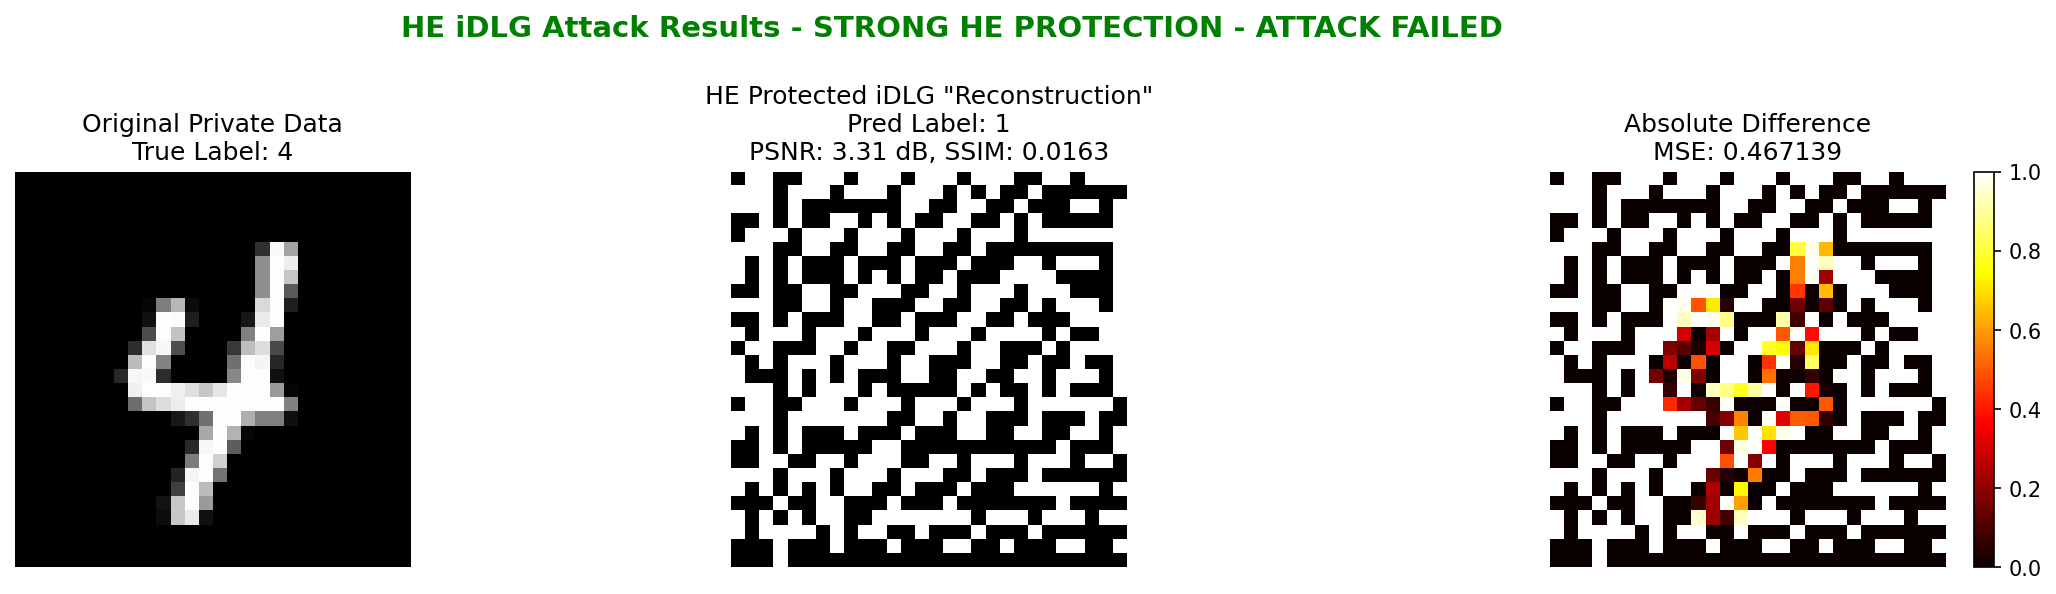 HE iDLG Attack Results - STRONG HE PROTECTION - ATTACK FAILED
Original Private Data
True Label: 4
HE Protected iDLG "Reconstruction"
Pred Label: 1
PSNR: 3.31 dB, SSIM: 0.0163
Absolute Difference
MSE: 0.467139
1.0
0.8
0.6
0.4
0.2
0.0
4